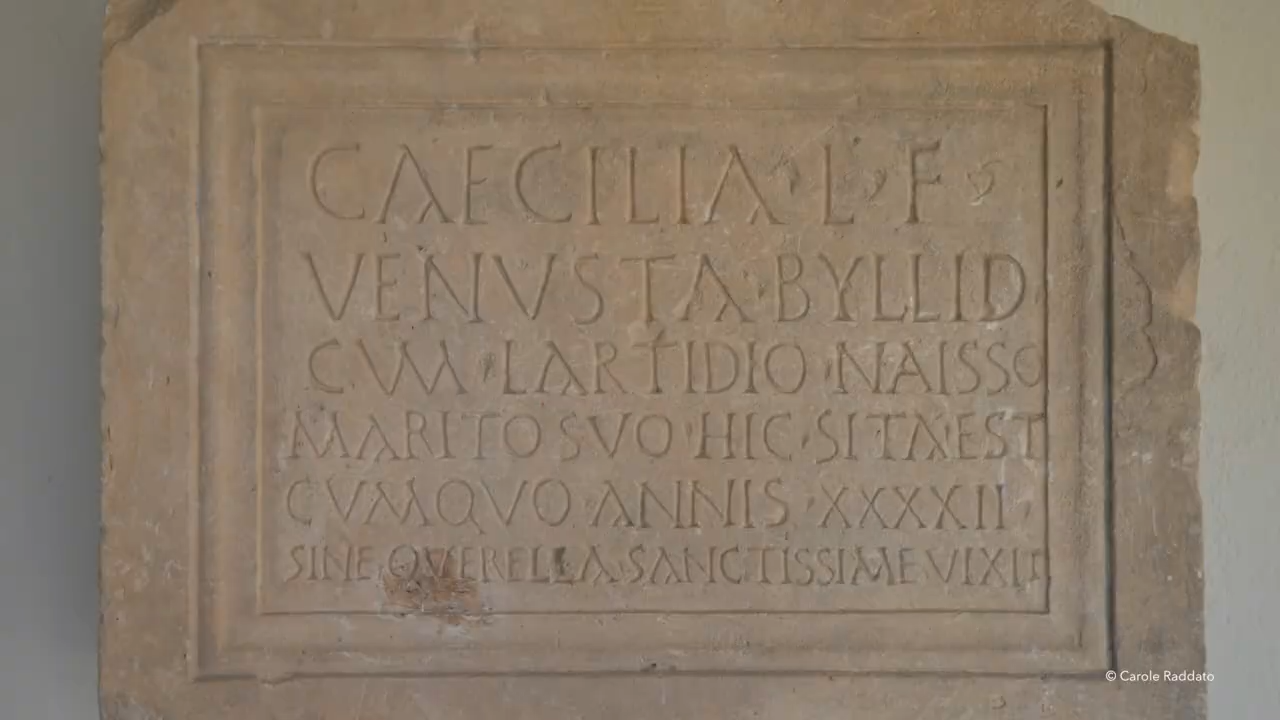 CAECILIA · L · F ·
VENVSTA · BYLLID
CVM · LARTIDIO · NAISSO
MARITO SVO · HIC · SITA EST
CVM QVO · ANNIS · XXXXII ·
SINE · QVERELLA SANCTISSIME VIXIT
© Carole Raddato